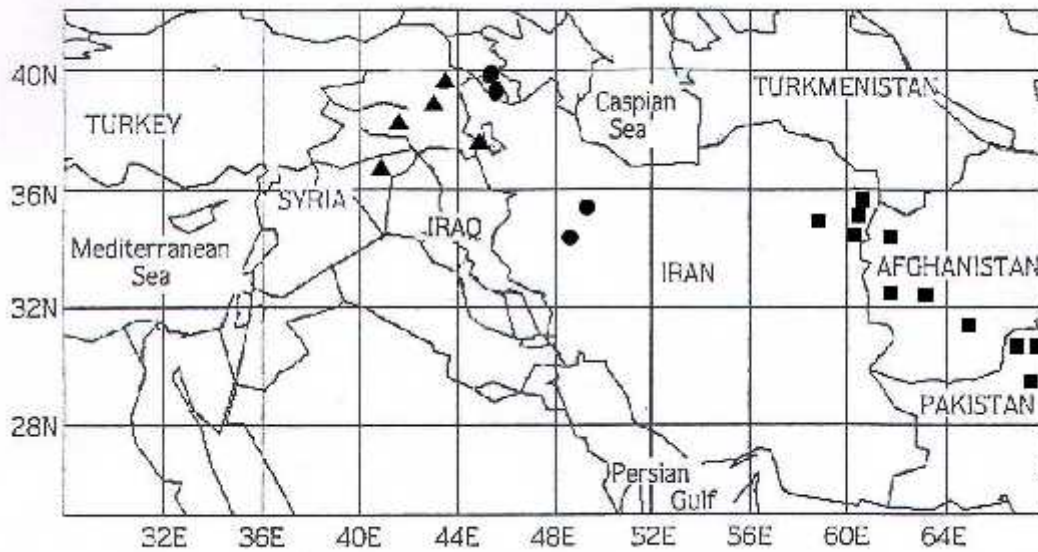 40N
TURKMENISTAN
Caspian
Sea
TURKEY
36N
SYRIA
IRAQ
Mediterranean
Sea
IRAN
AFGHANISTAN
32N
PAKISTAN
28N
Persian
Gulf
32E 36E 40E 44E 48E 52E 56E 60E 64E